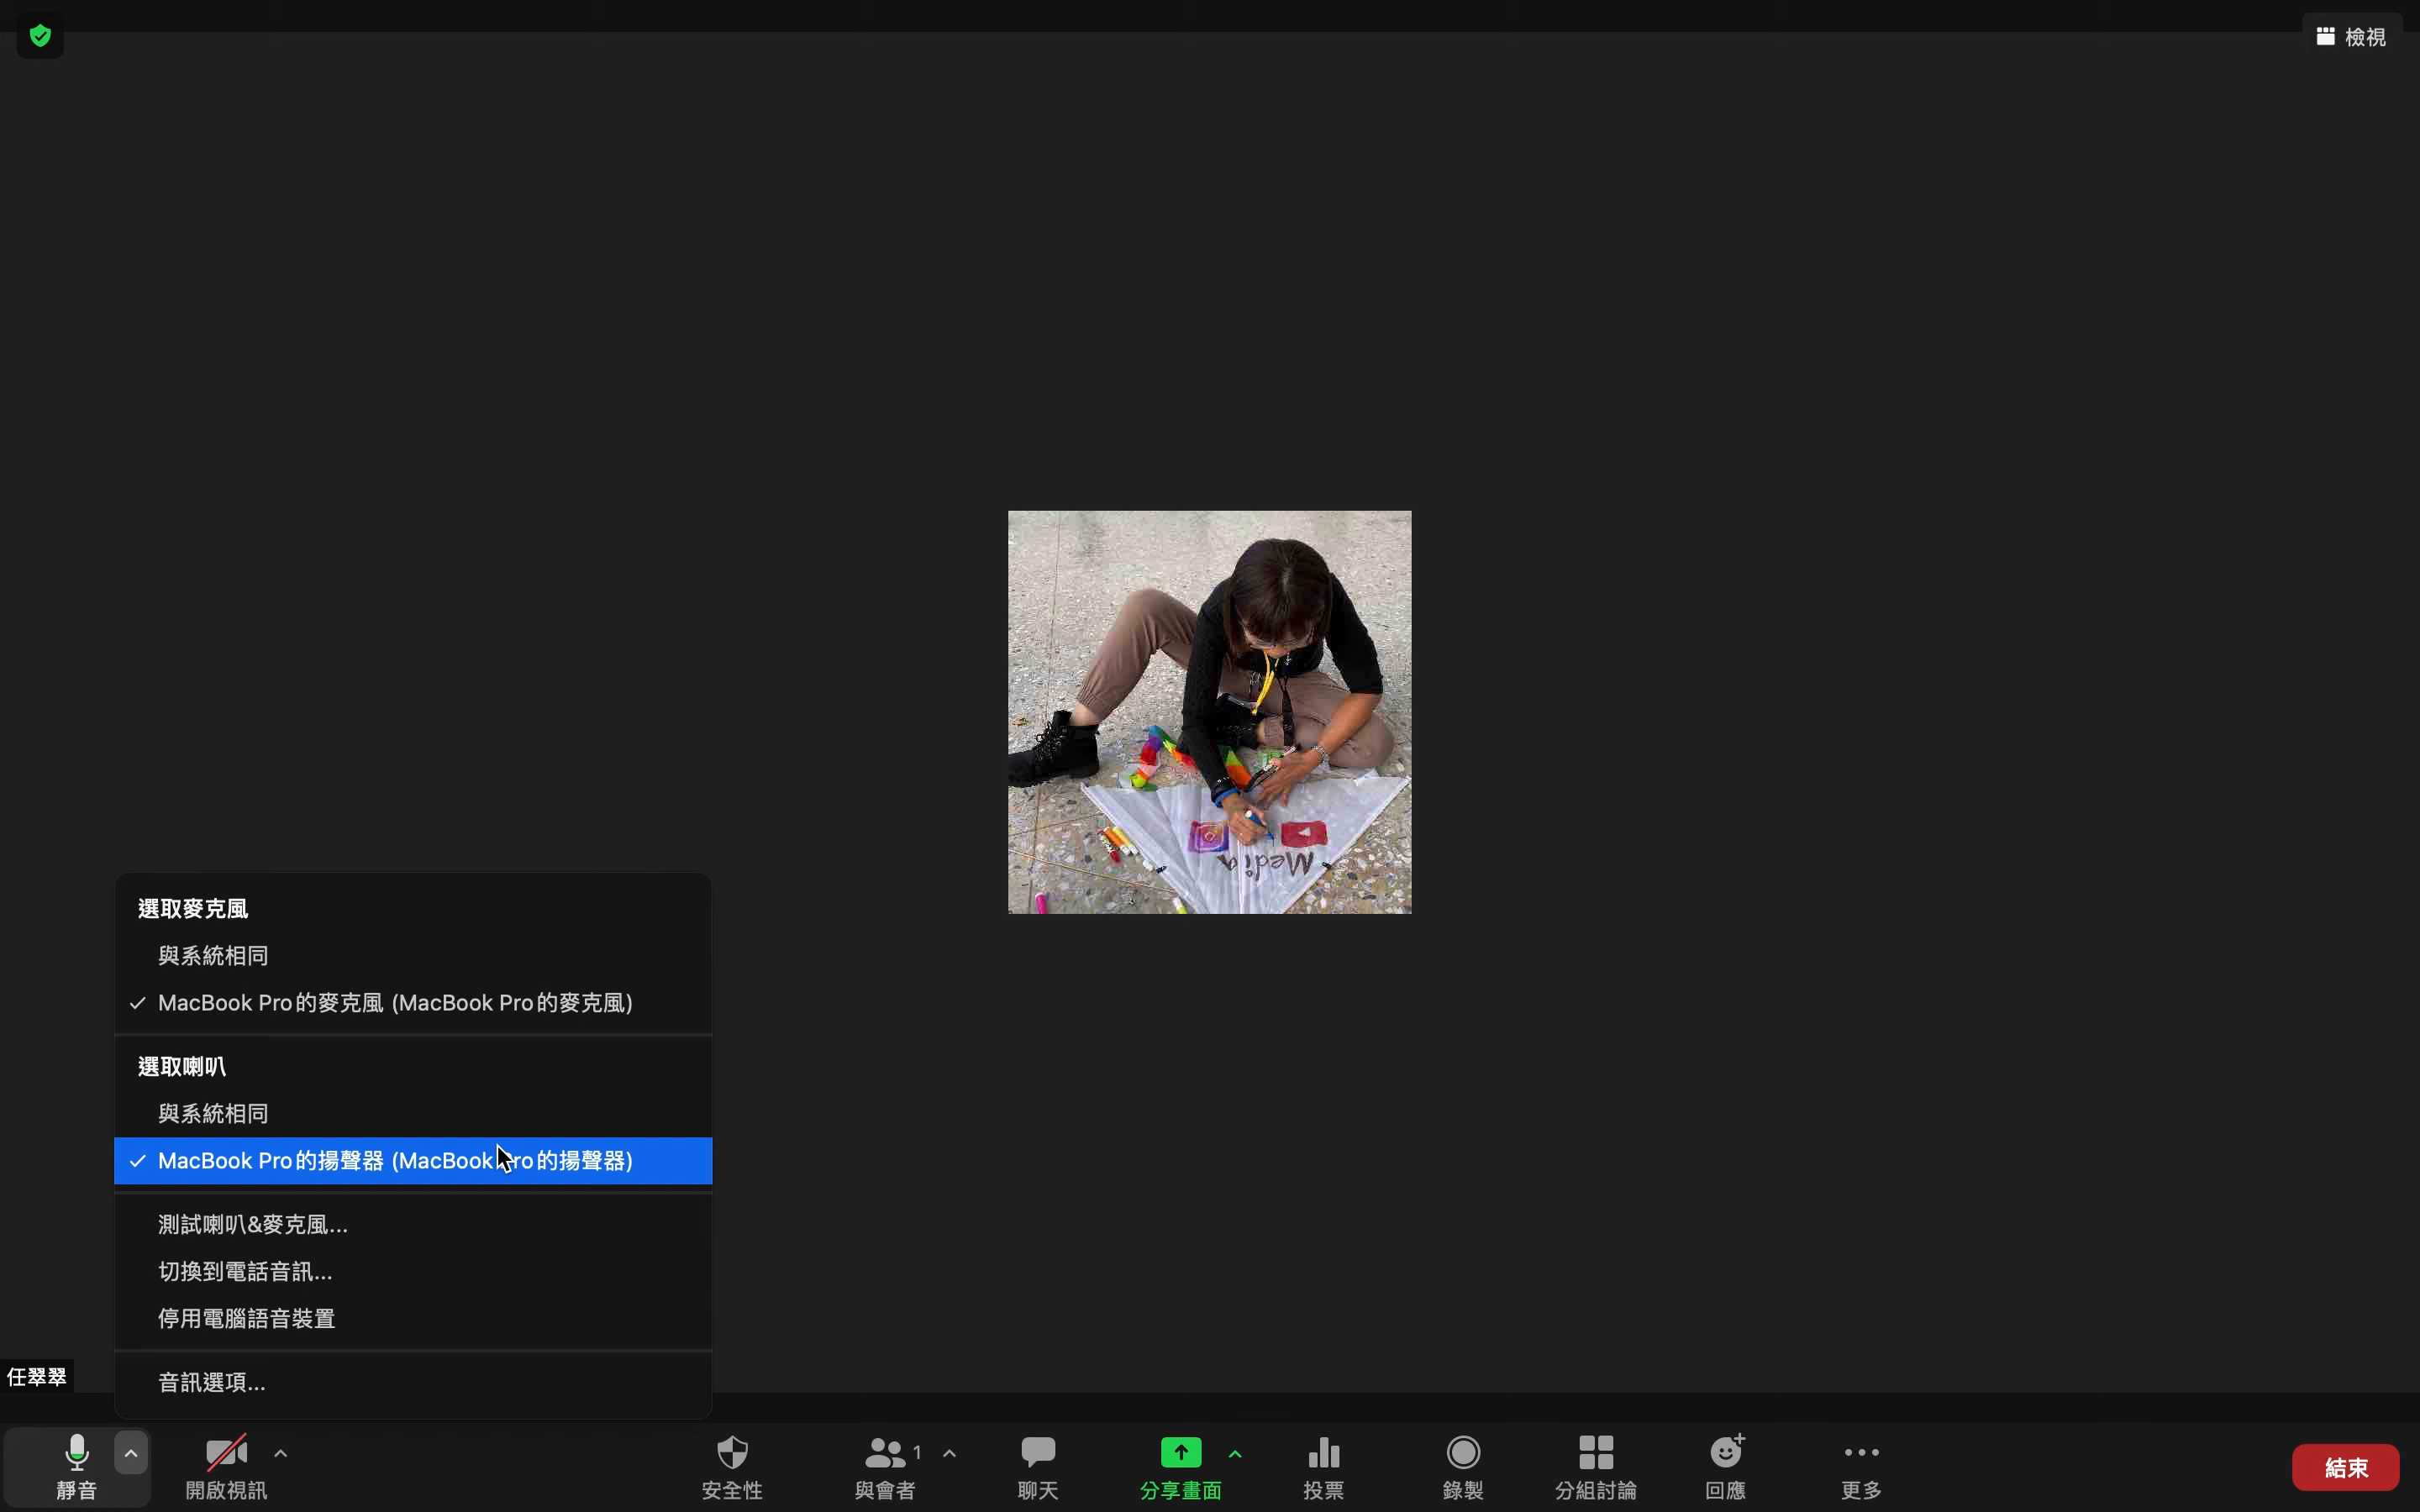 檢視
Media
選取麥克風
與系統相同
✓ MacBook Pro的麥克風 (MacBook Pro的麥克風)
選取喇叭
與系統相同
✓ MacBook Pro的揚聲器 (MacBook Pro的揚聲器)
測試喇叭&麥克風...
切換到電話音訊...
停用電腦語音裝置
音訊選項...
任翠翠
靜音
開啟視訊
安全性
與會者 1
聊天
分享畫面
投票
錄製
分組討論
回應
更多
結束